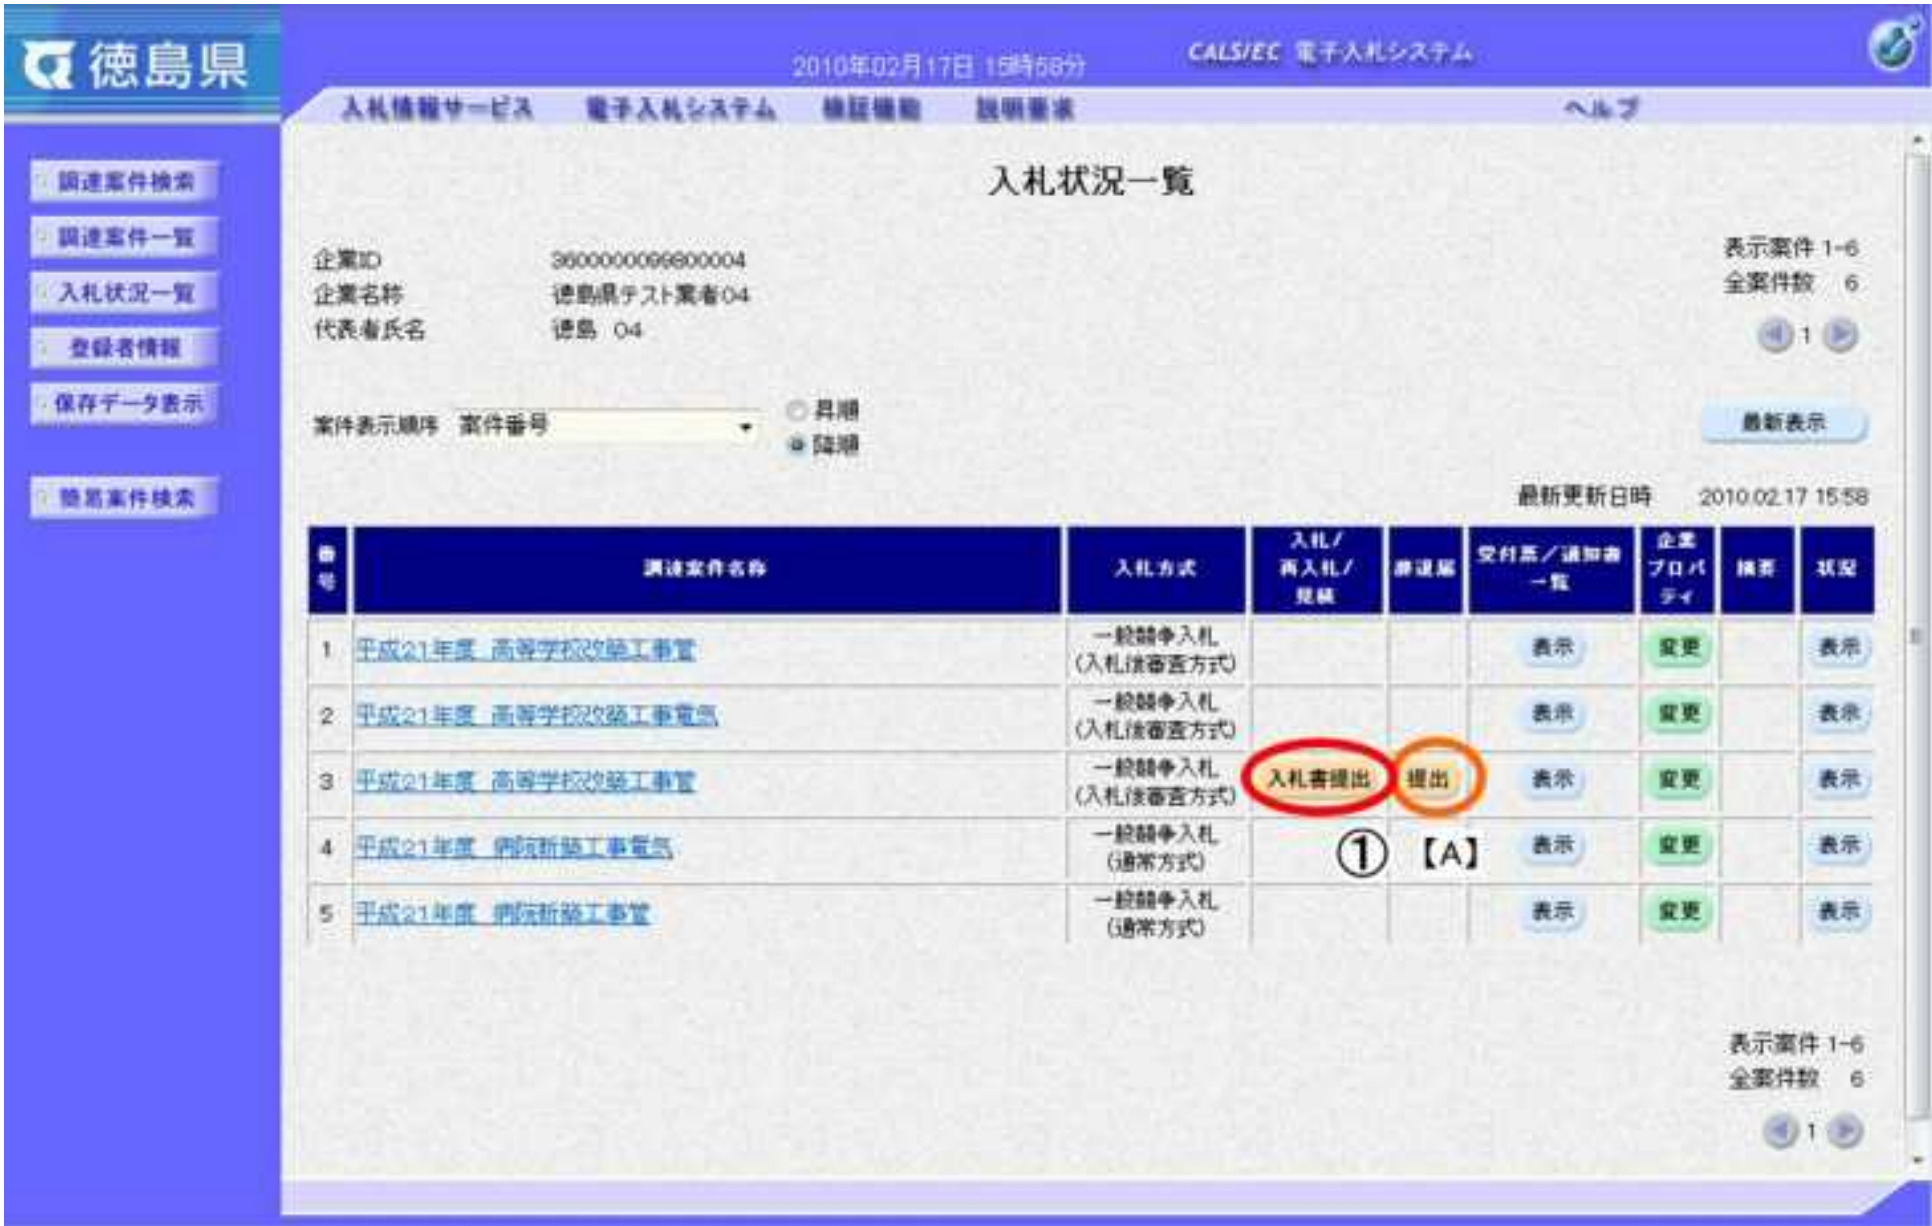 徳島県
2010年02月17日 15時58分
CALS/EC 電子入札システム
入札情報サービス 電子入札システム 検証機能 説明要求 ヘルプ
調達案件検索
調達案件一覧
入札状況一覧
登録者情報
保存データ表示
簡易案件検索
入札状況一覧
企業ID 3600000099800004
企業名称 徳島県テスト業者04
代表者氏名 徳島 04
表示案件 1-6
全案件数 6
1
案件表示順序 案件番号
昇順
降順
最新表示
最新更新日時 2010.02.17 15:58
番号 調達案件名称 入札方式 入札/再入札/見積 辞退届 受付票/通知書一覧 企業プロパティ 摘要 状況
1 平成21年度 高等学校改築工事管 一般競争入札(入札後審査方式) 表示 変更 表示
2 平成21年度 高等学校改築工事電気 一般競争入札(入札後審査方式) 表示 変更 表示
3 平成21年度 高等学校改築工事管 一般競争入札(入札後審査方式) 入札書提出 提出 表示 変更 表示
① 【A】
4 平成21年度 病院新築工事電気 一般競争入札(通常方式) 表示 変更 表示
5 平成21年度 病院新築工事管 一般競争入札(通常方式) 表示 変更 表示
表示案件 1-6
全案件数 6
1